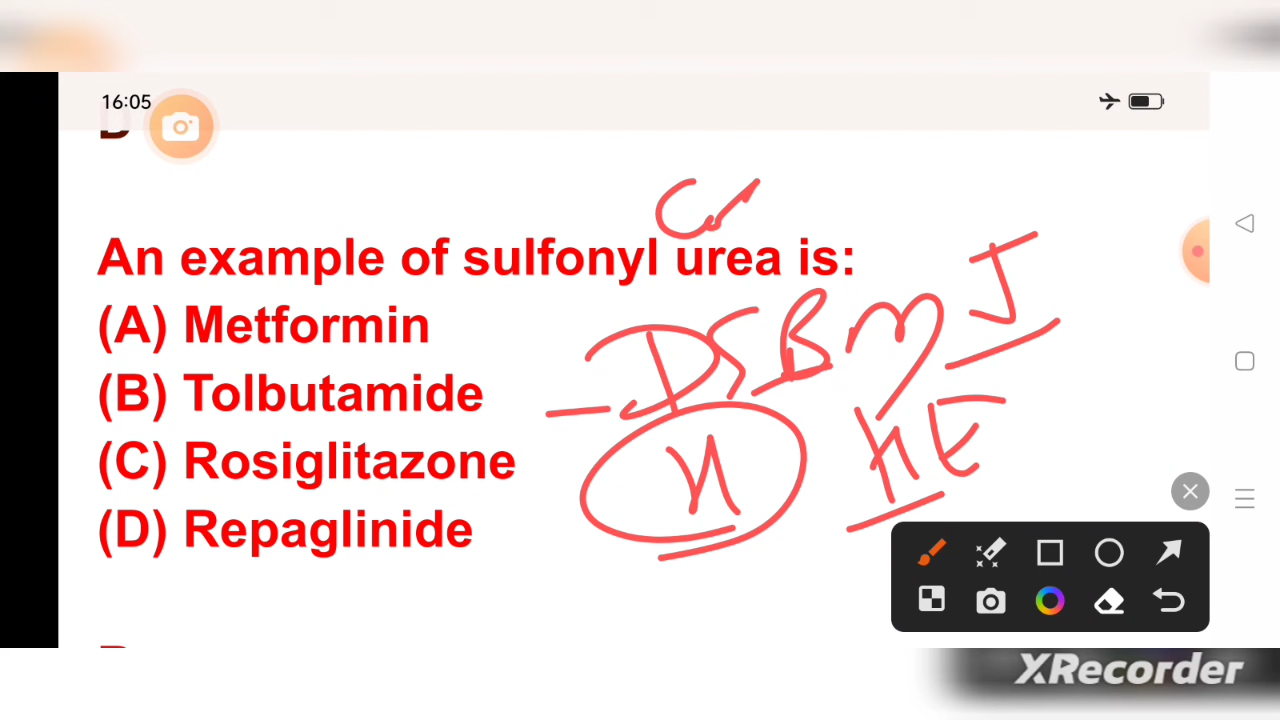 16:05
An example of sulfonyl urea is:
(A) Metformin
(B) Tolbutamide
(C) Rosiglitazone
(D) Repaglinide
XRecorder